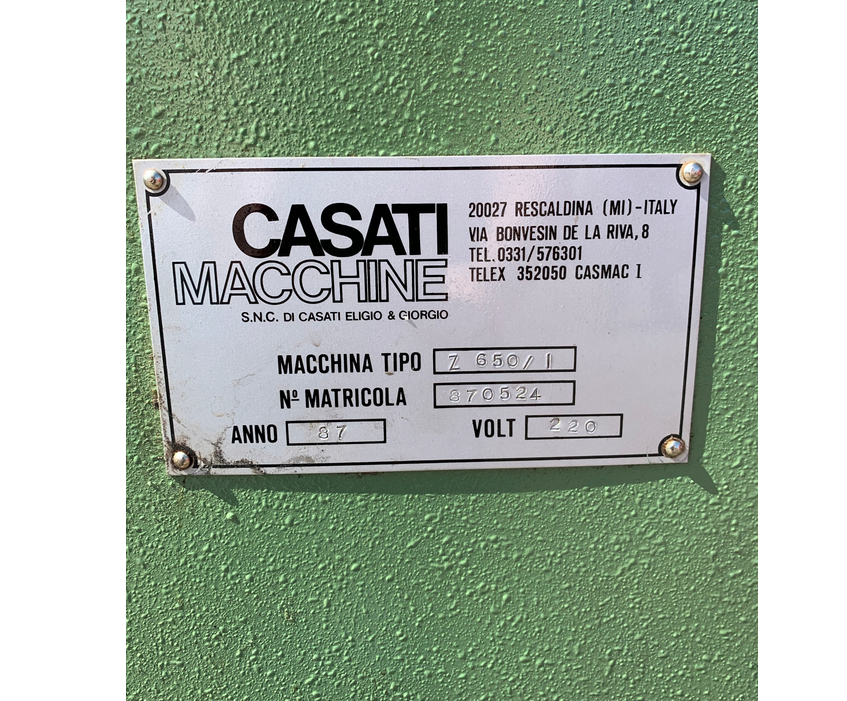 CASATI
MACCHINE
S.N.C. DI CASATI ELIGIO & GIORGIO
20027 RESCALDINA (MI)-ITALY
VIA BONVESIN DE LA RIVA, 8
TEL. 0331/576301
TELEX 352050 CASMAC I
MACCHINA TIPO Z 650/1
Nº MATRICOLA 870524
ANNO 87 VOLT 220